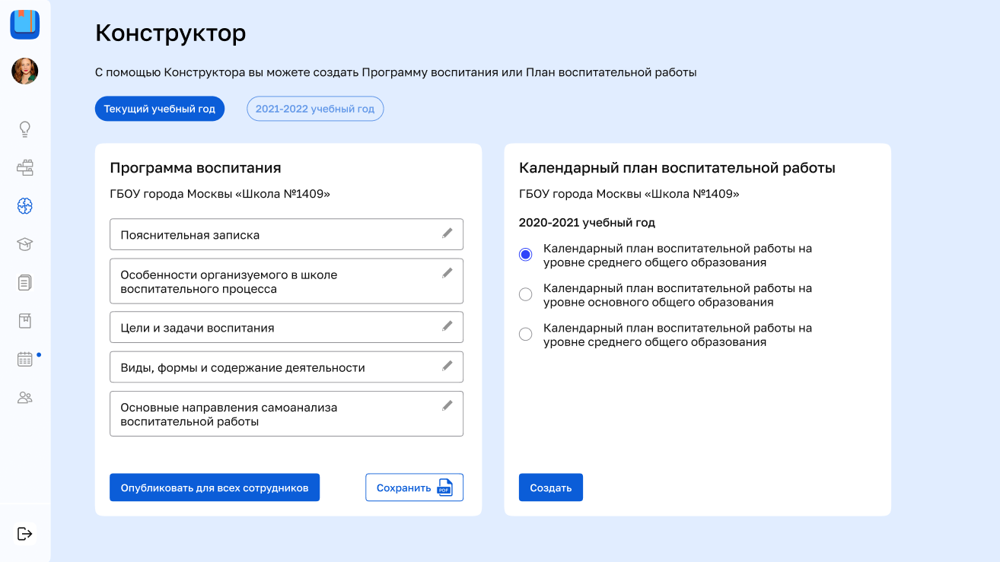 Конструктор
С помощью Конструктора вы можете создать Программу воспитания или План воспитательной работы
Текущий учебный год
2021-2022 учебный год
Программа воспитания
ГБОУ города Москвы «Школа №1409»
Пояснительная записка
Особенности организуемого в школе
воспитательного процесса
Цели и задачи воспитания
Виды, формы и содержание деятельности
Основные направления самоанализа
воспитательной работы
Опубликовать для всех сотрудников
Сохранить
PDF
Календарный план воспитательной работы
ГБОУ города Москвы «Школа №1409»
2020-2021 учебный год
Календарный план воспитательной работы на
уровне среднего общего образования
Календарный план воспитательной работы на
уровне основного общего образования
Календарный план воспитательной работы на
уровне среднего общего образования
Создать